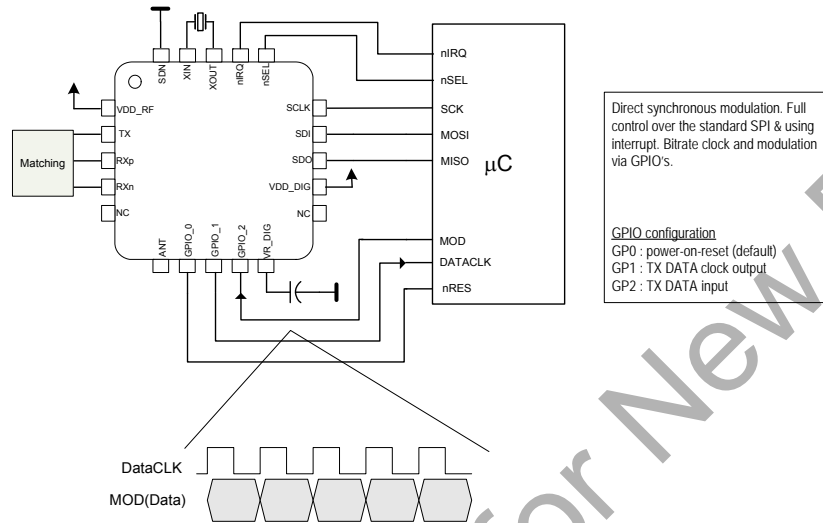 SDN
XIN
XOUT
nIRQ
nSEL
VDD_RF
TX
RXp
RXn
NC
Matching
SCLK
SDI
SDO
VDD_DIG
NC
ANT
GPIO_0
GPIO_1
GPIO_2
VR_DIG
nIRQ
nSEL
SCK
MOSI
MISO
μC
MOD
DATACLK
nRES
Direct synchronous modulation. Full
control over the standard SPI & using
interrupt. Bitrate clock and modulation
via GPIO's.
GPIO configuration
GP0 : power-on-reset (default)
GP1 : TX DATA clock output
GP2 : TX DATA input
DataCLK
MOD(Data)
for New